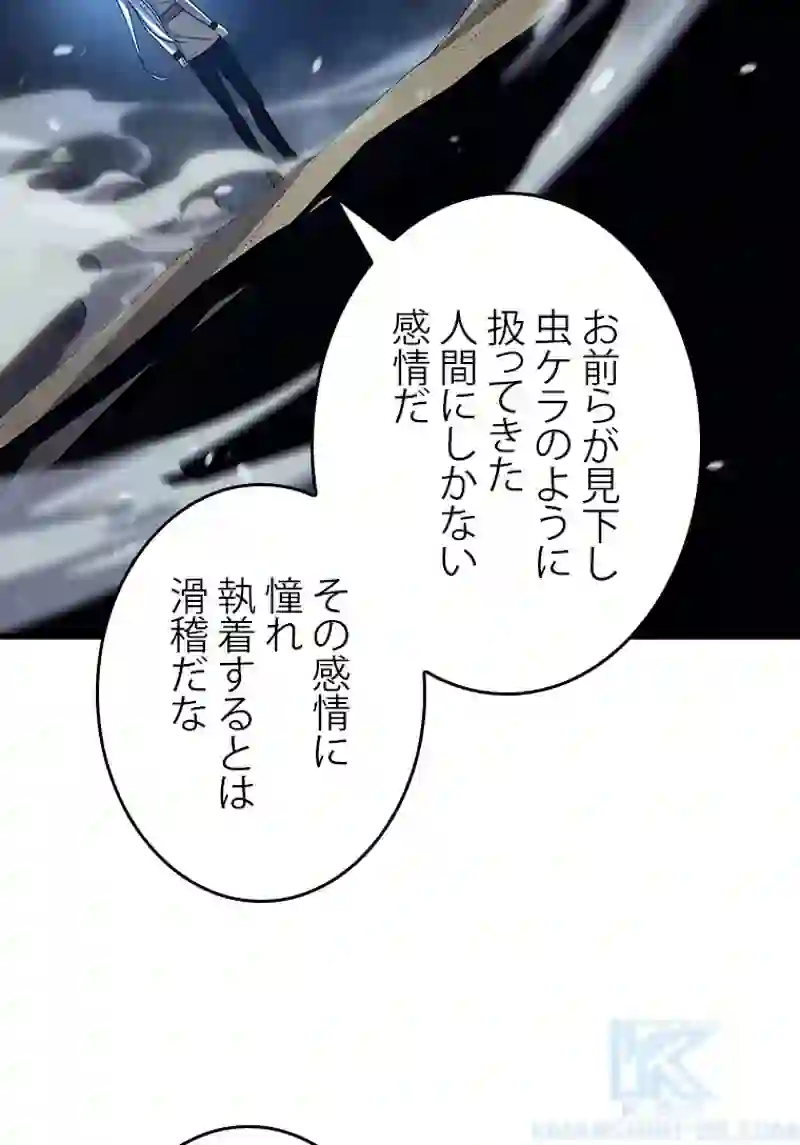 お前らが見下し
虫ケラのように
扱ってきた
人間にしかない
感情だ
その感情に
憧れ
執着するとは
滑稽だな